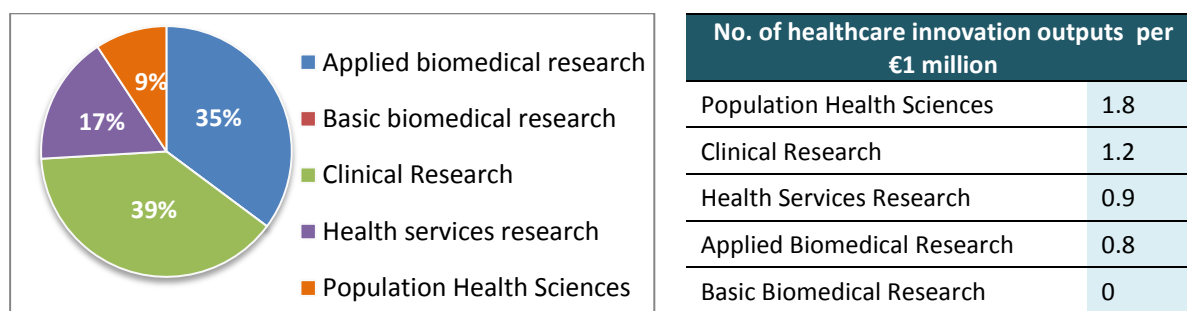 9%
35%
17%
39%
Applied biomedical research
Basic biomedical research
Clinical Research
Health services research
Population Health Sciences
No. of healthcare innovation outputs per
€1 million
Population Health Sciences 1.8
Clinical Research 1.2
Health Services Research 0.9
Applied Biomedical Research 0.8
Basic Biomedical Research 0